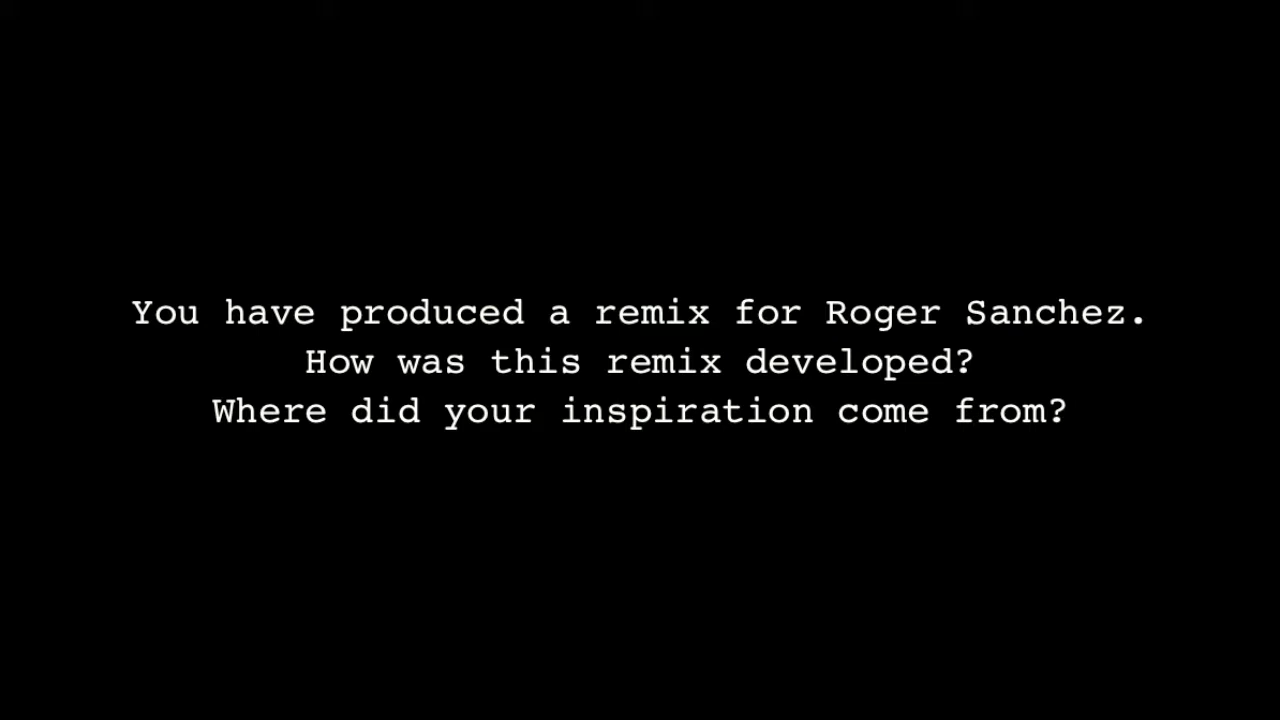 You have produced a remix for Roger Sanchez.
How was this remix developed?
Where did your inspiration come from?